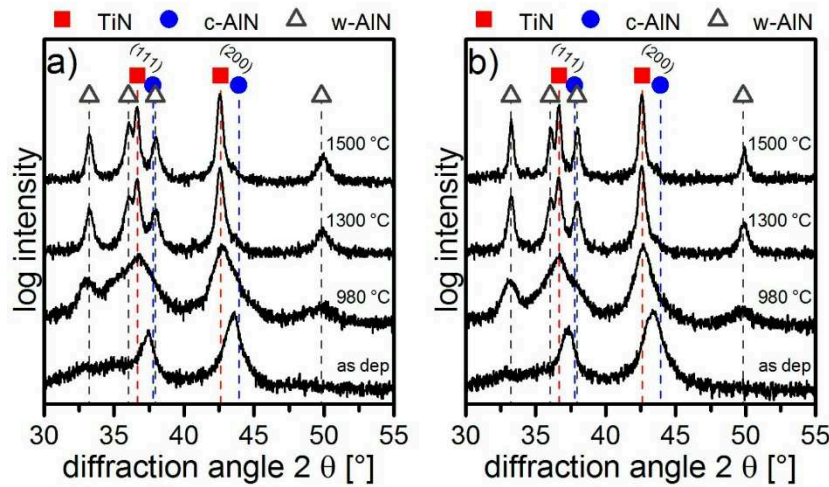 TiN c-AlN w-AlN
a) (111) (200)
1500 °C
1300 °C
980 °C
as dep
log intensity
30 35 40 45 50 55
diffraction angle 2 θ [°]
TiN c-AlN w-AlN
b) (111) (200)
1500 °C
1300 °C
980 °C
as dep
log intensity
30 35 40 45 50 55
diffraction angle 2 θ [°]